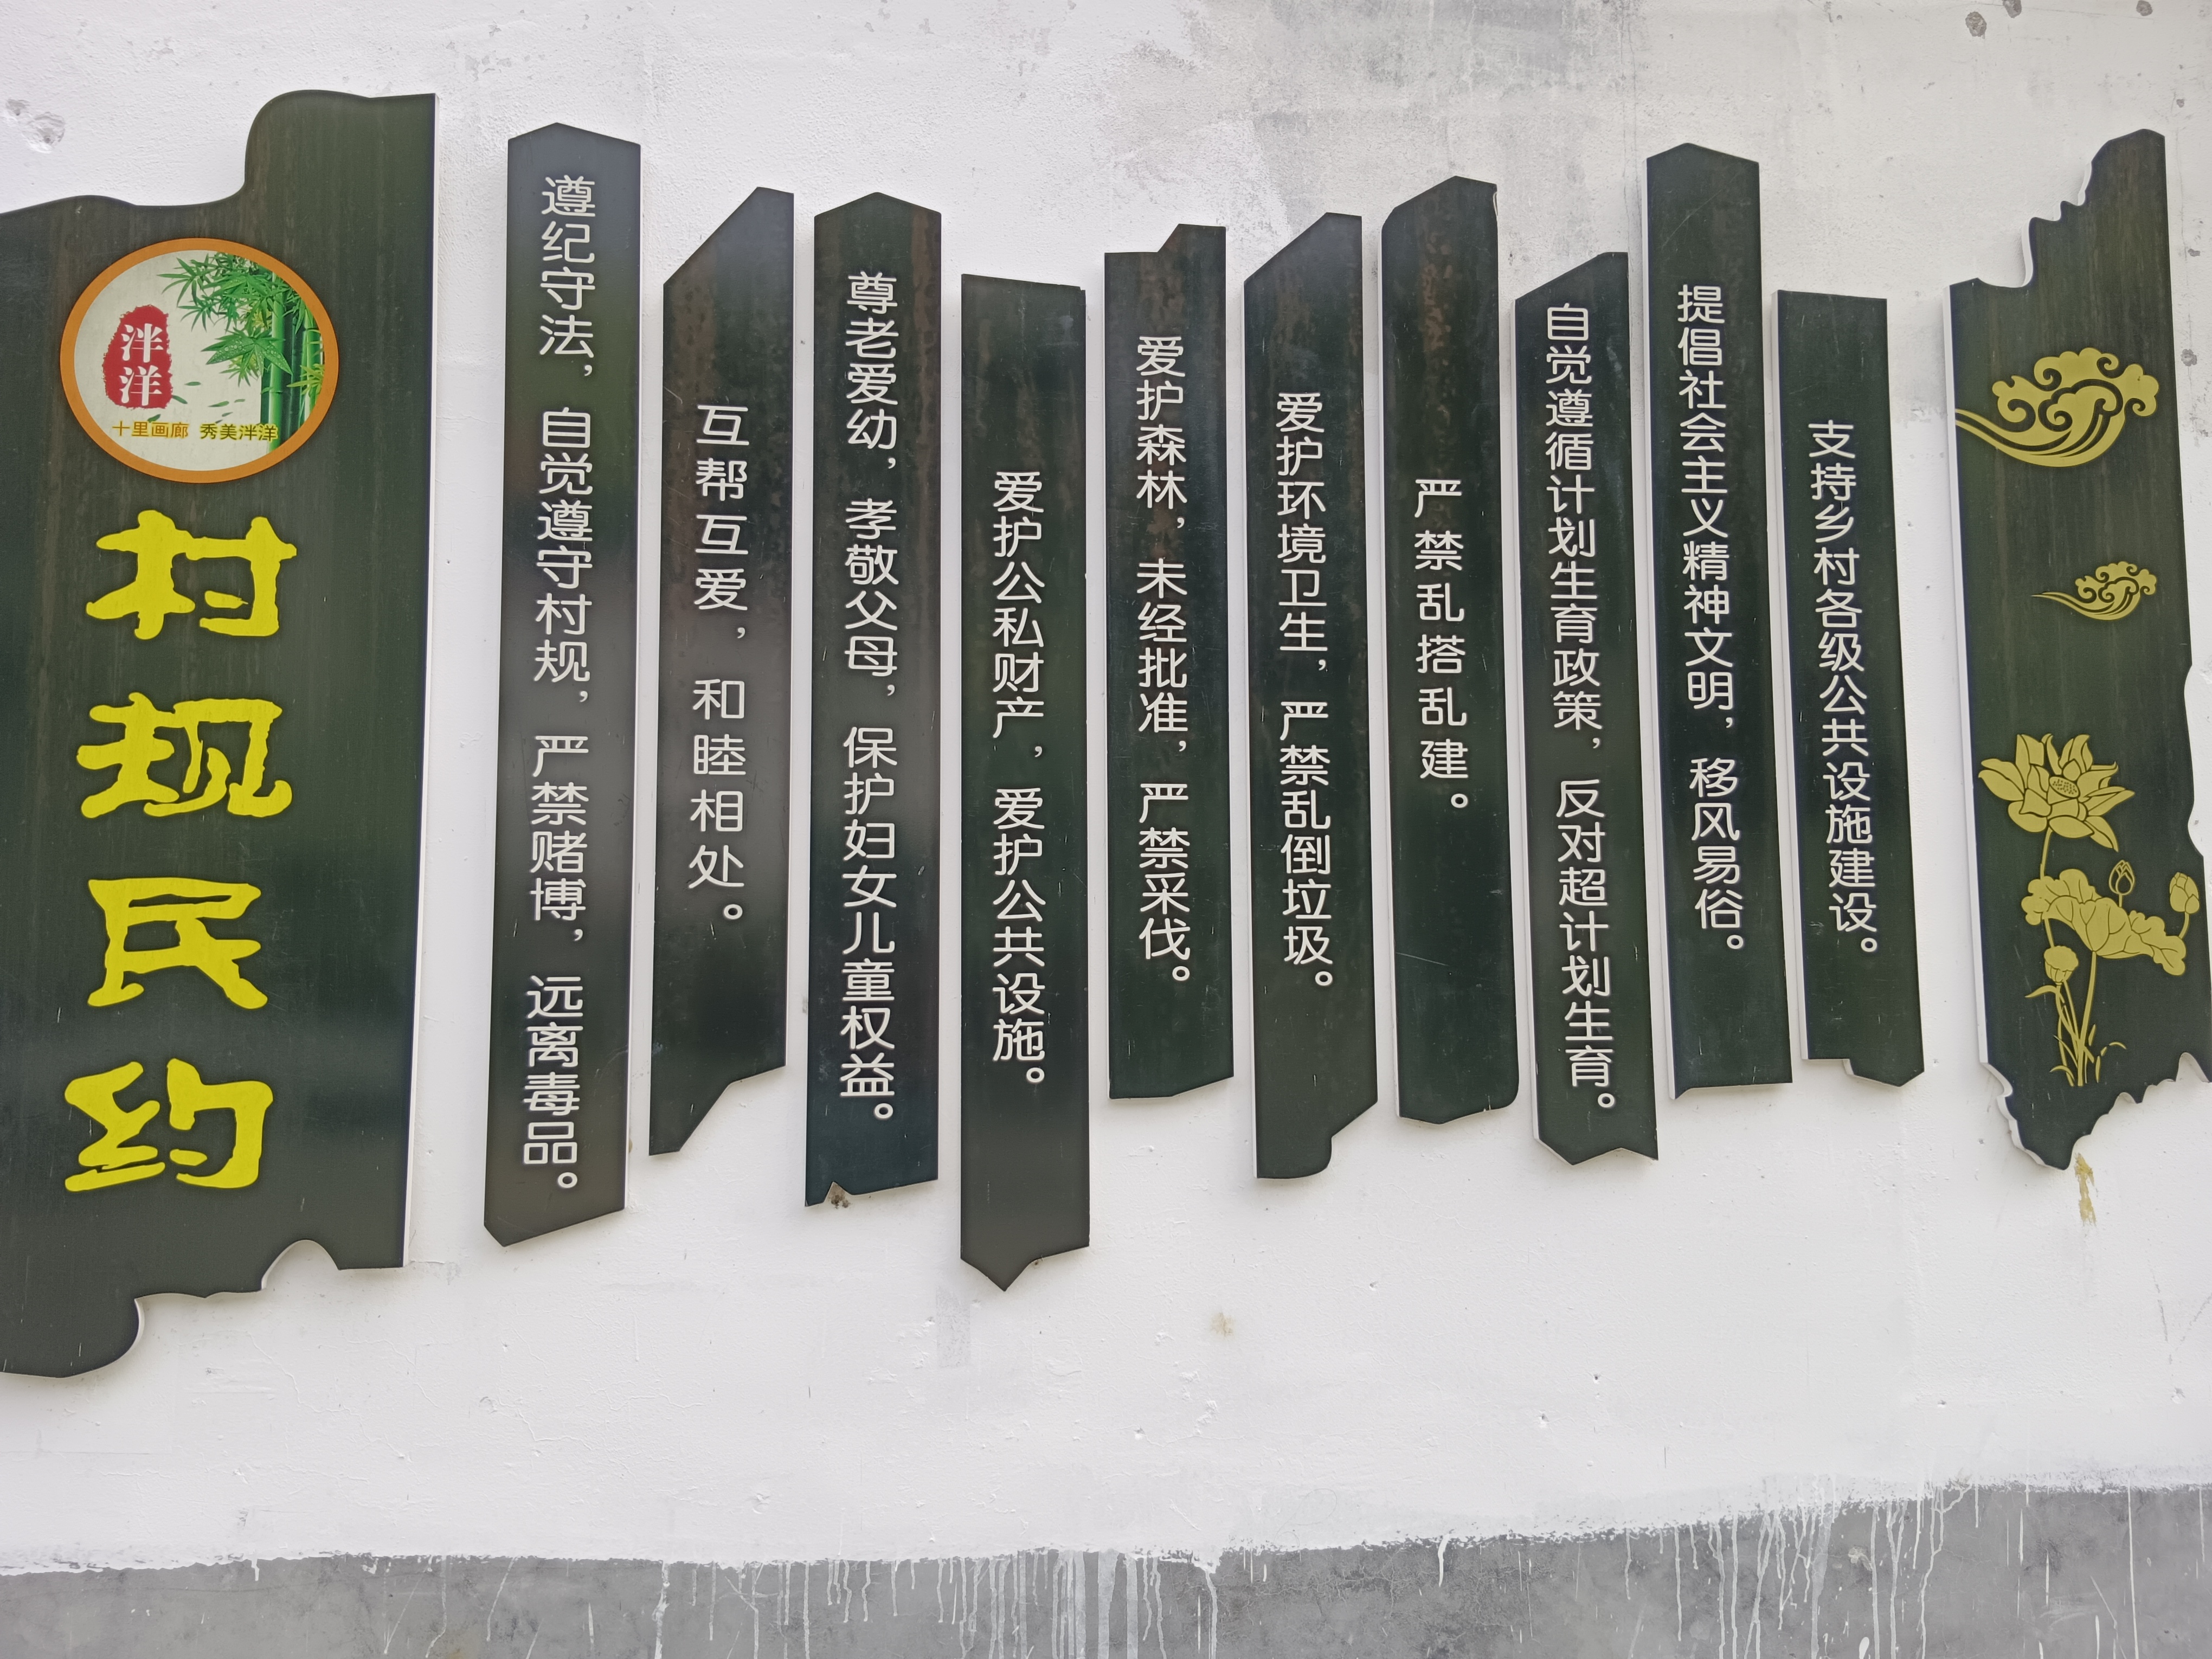 泮洋
十里画廊 秀美泮洋
村规民约
遵纪守法，自觉遵守村规，严禁赌博，远离毒品。
互帮互爱，和睦相处。
尊老爱幼，孝敬父母，保护妇女儿童权益。
爱护公私财产，爱护公共设施。
爱护森林，未经批准，严禁采伐。
爱护环境卫生，严禁乱倒垃圾。
严禁乱搭乱建。
自觉遵循计划生育政策，反对超计划生育。
提倡社会主义精神文明，移风易俗。
支持乡村各级公共设施建设。